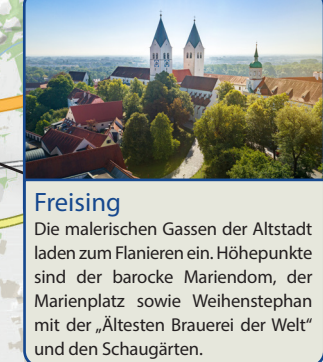 Freising
Die malerischen Gassen der Altstadt
laden zum Flanieren ein. Höhepunkte
sind der barocke Mariendom, der
Marienplatz sowie Weihenstephan
mit der „Ältesten Brauerei der Welt“
und den Schaugärten.